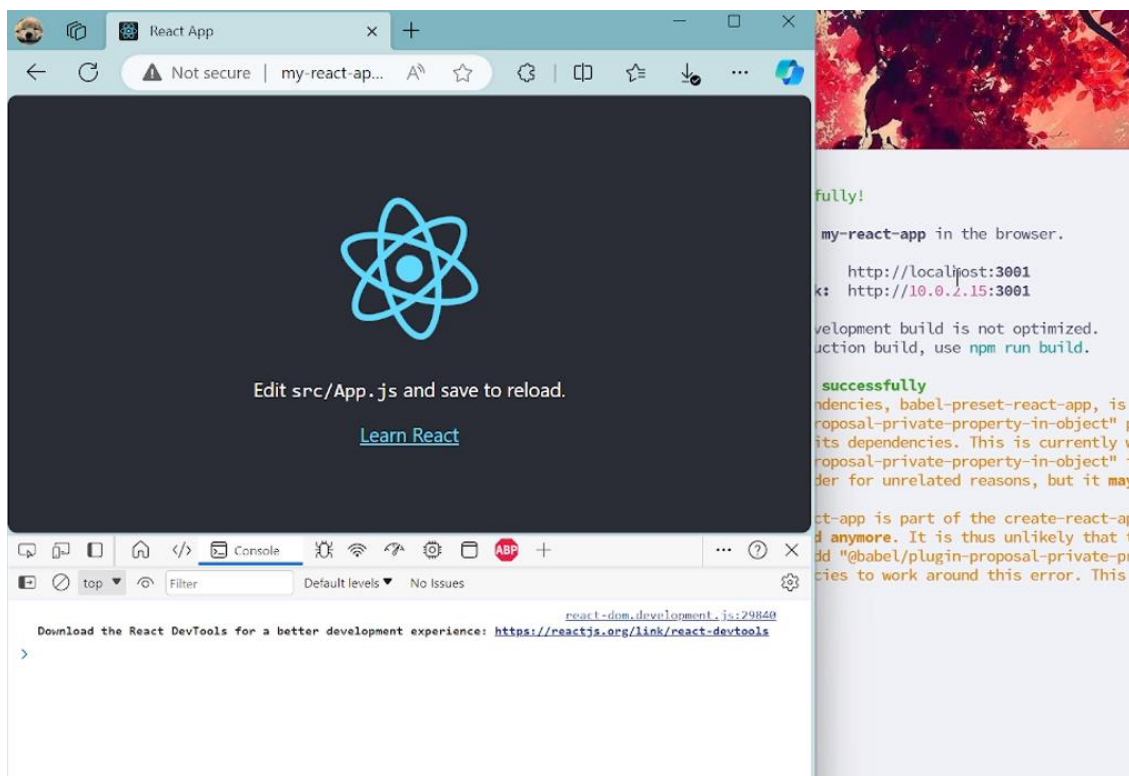 React App
Not secure | my-react-ap...
Edit src/App.js and save to reload.
Learn React
Console
ABP
top
Filter
Default levels
No Issues
react-dom.development.js:29840
Download the React DevTools for a better development experience: https://reactjs.org/link/react-devtools
fully!
my-react-app in the browser.
http://localhost:3001
k: http://10.0.2.15:3001
velopment build is not optimized.
uction build, use npm run build.
successfully
ndencies, babel-preset-react-app, is
roposal-private-property-in-object" p
its dependencies. This is currently w
roposal-private-property-in-object" i
der for unrelated reasons, but it may
ct-app is part of the create-react-ap
d anymore. It is thus unlikely that t
dd "@babel/plugin-proposal-private-pr
cies to work around this error. This